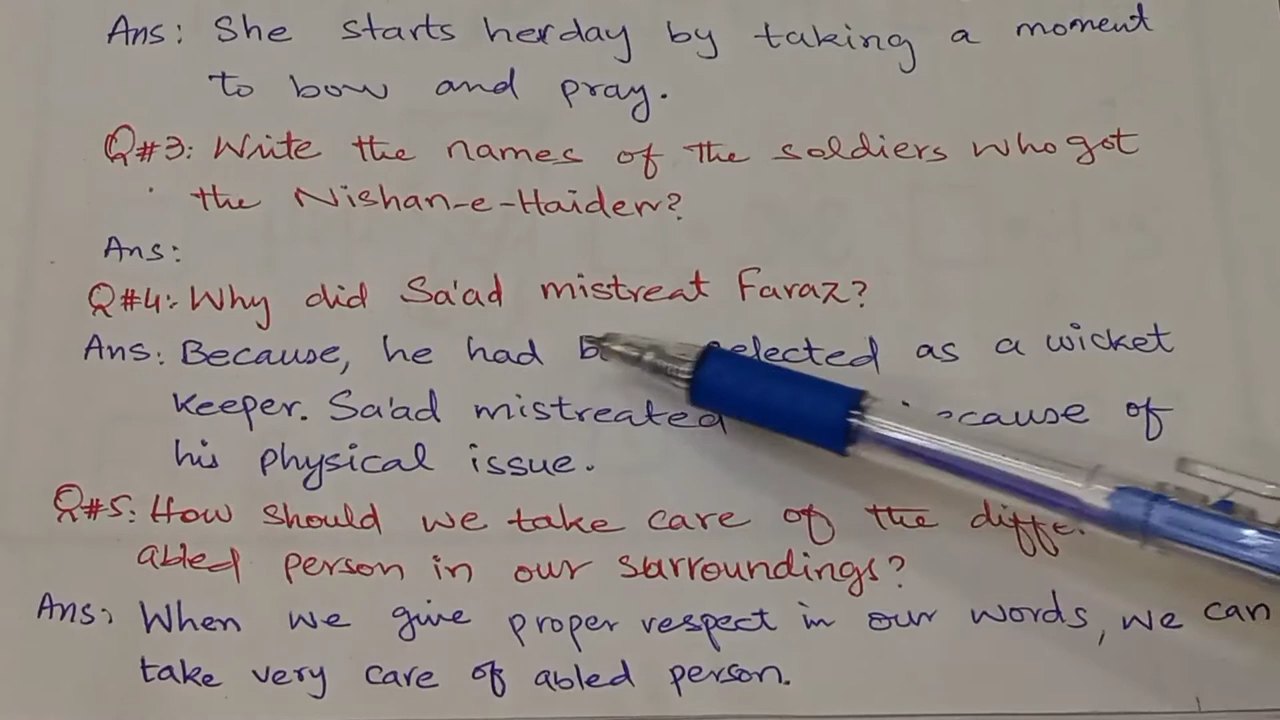 Ans: She starts her day by taking a moment
to bow and pray.
Q#3: Write the names of the soldiers who got
the Nishan-e-Haider?
Ans:
Q#4: Why did Sa'ad mistreat Faraz?
Ans: Because, he had selected as a wicket
keeper. Sa'ad mistreated because of
his physical issue.
Q#5: How should we take care of the
abled person in our surroundings?
Ans: When we give proper respect in our words, we can
take very care of abled person.